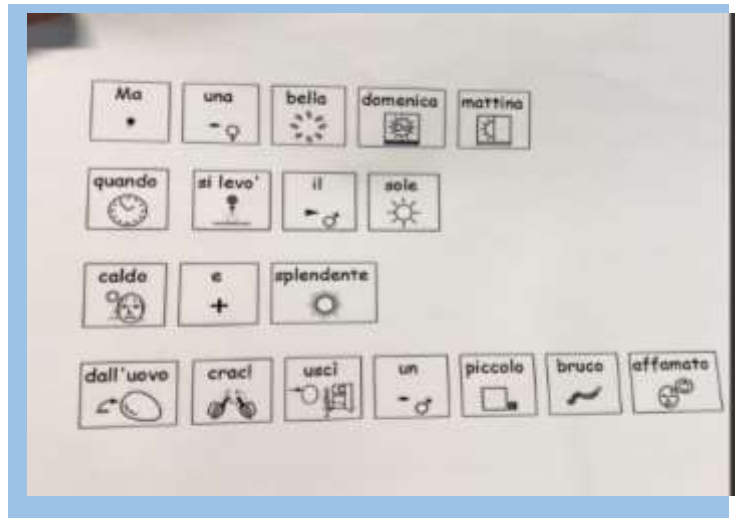 Ma una bella domenica mattina
quando si levo' il sole
caldo e splendente
dall'uovo crac! uscì un piccolo bruco affamato